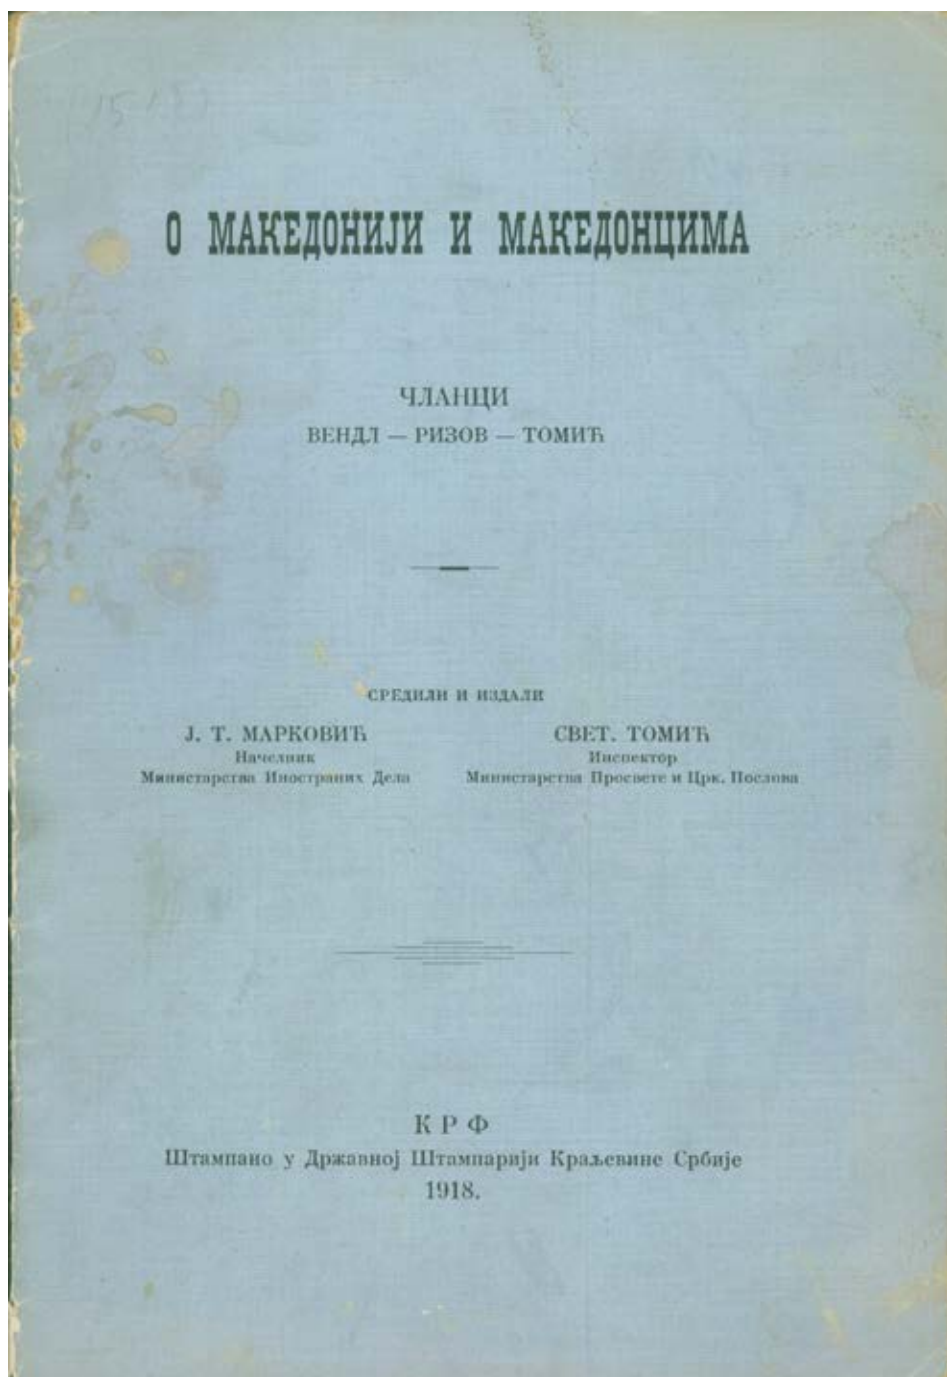 О МАКЕДОНИЈИ И МАКЕДОНЦИМА
ЧЛАНЦИ
ВЕНДЛ — РИЗОВ — ТОМИЋ
СРЕДИЛИ И ИЗДАЛИ
Ј. Т. МАРКОВИЋ
Начелник
Министарства Иностраних Дела
СВЕТ. ТОМИЋ
Инспектор
Министарства Просвете и Црк. Послова
КРФ
Штампано у Државној Штампарији Краљевине Србије
1918.